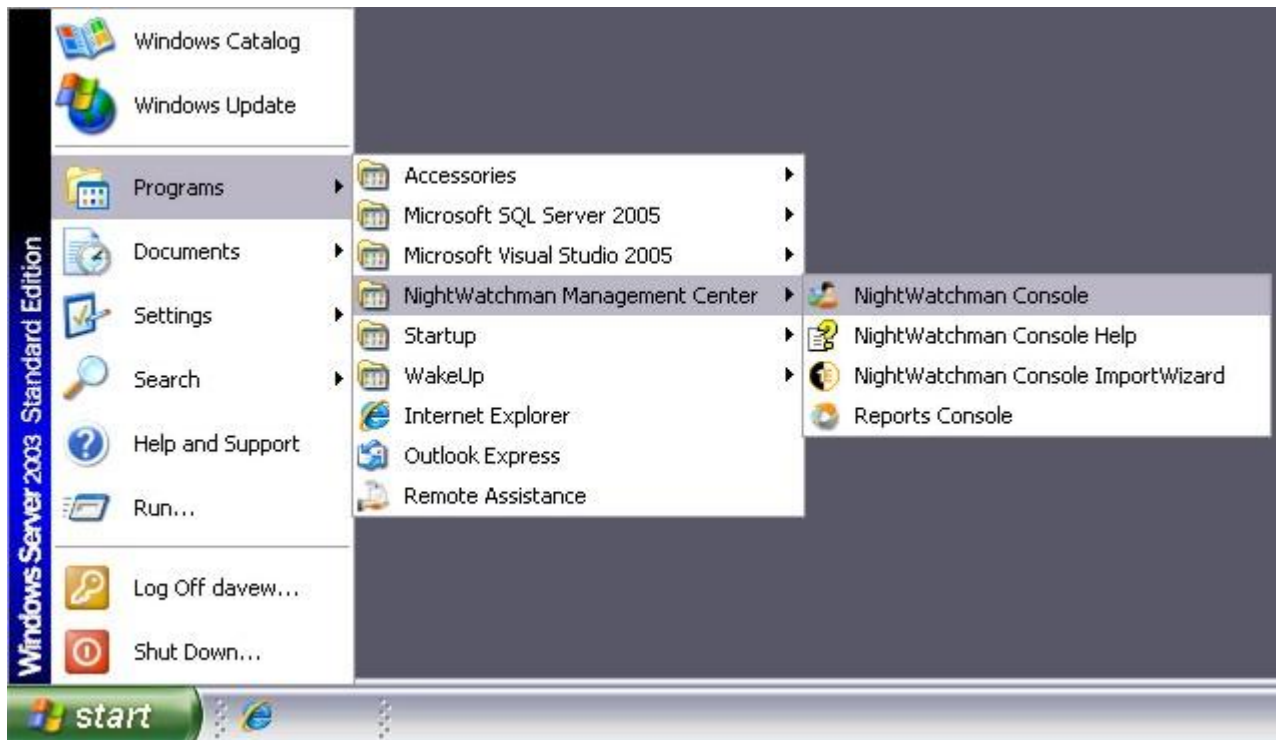 Windows Server 2003 Standard Edition
Windows Catalog
Windows Update
Programs
Documents
Settings
Search
Help and Support
Run...
Log Off davew...
Shut Down...
Accessories
Microsoft SQL Server 2005
Microsoft Visual Studio 2005
NightWatchman Management Center
Startup
WakeUp
Internet Explorer
Outlook Express
Remote Assistance
NightWatchman Console
NightWatchman Console Help
NightWatchman Console ImportWizard
Reports Console
start